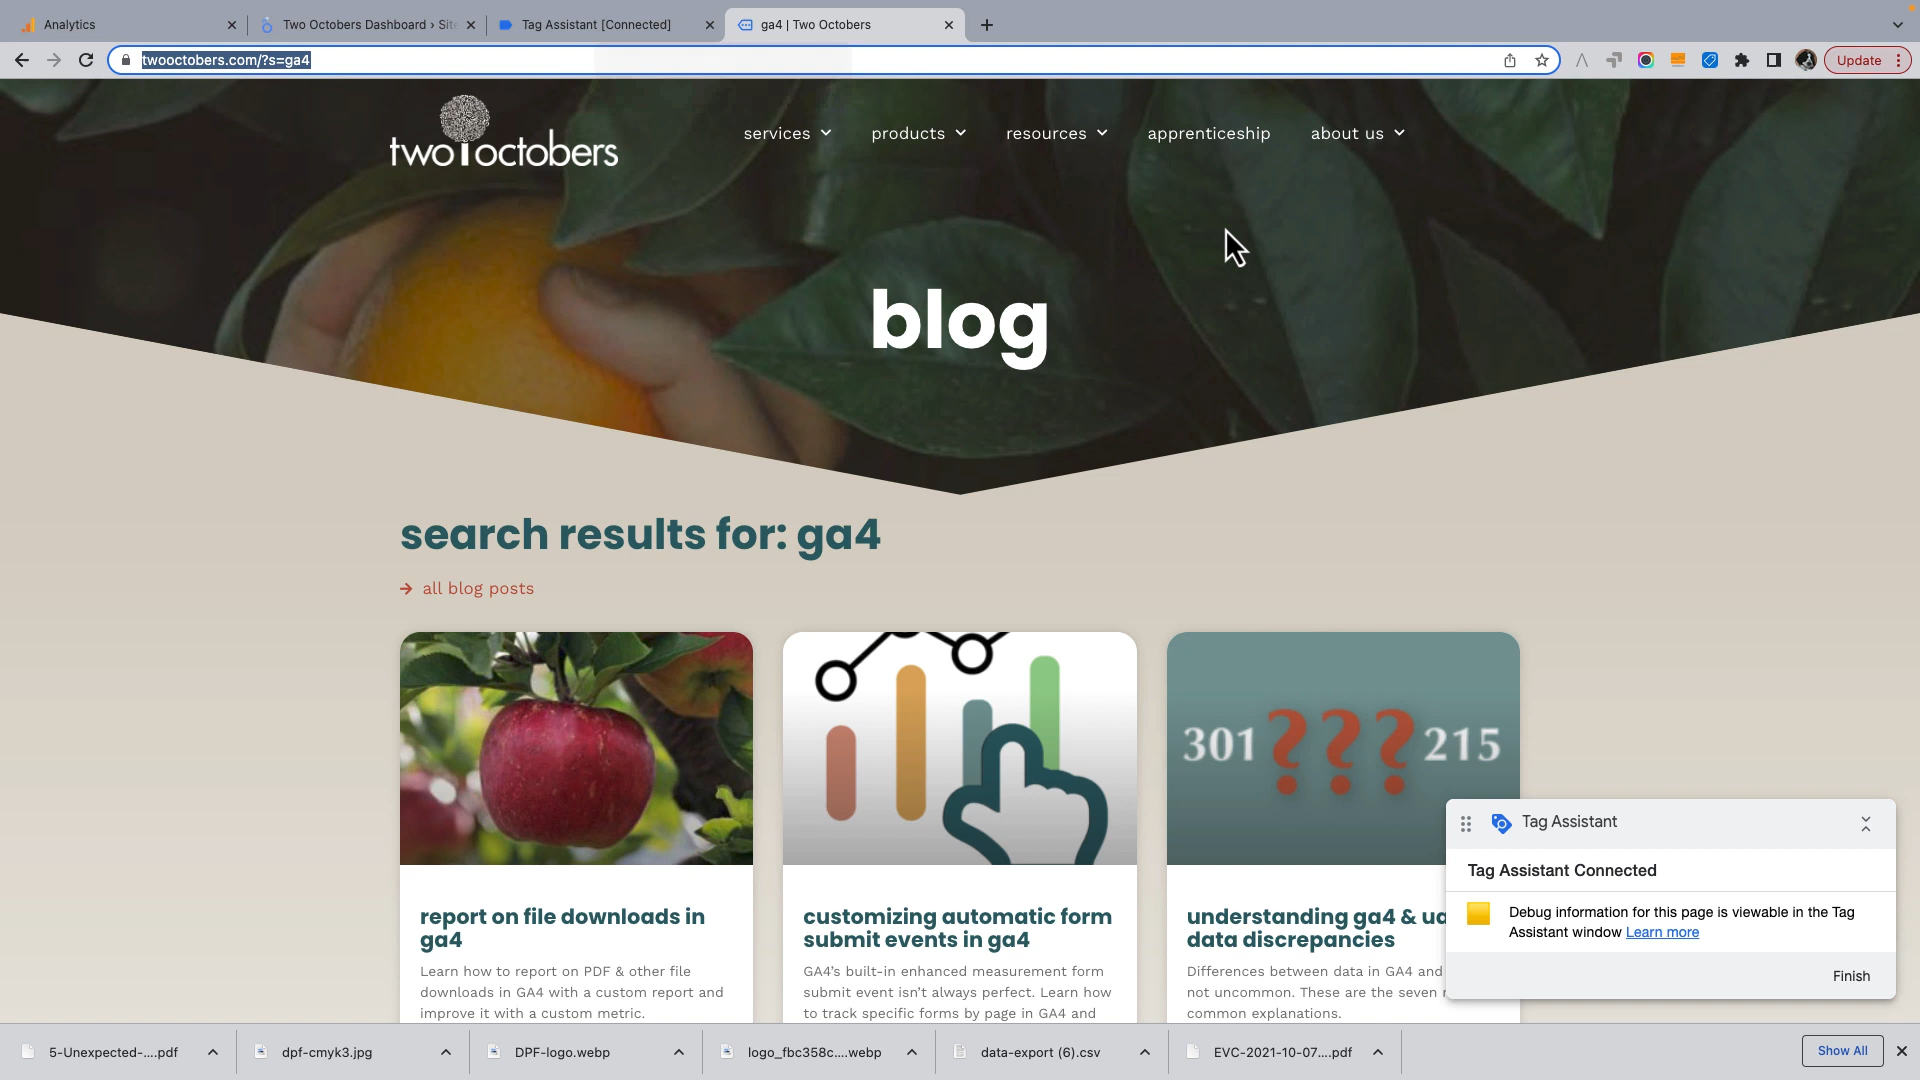 Analytics
Two Octobers Dashboard › Site
Tag Assistant [Connected]
ga4 | Two Octobers
twooctobers.com/?s=ga4
Update
two octobers
services
products
resources
apprenticeship
about us
blog
search results for: ga4
all blog posts
301 ??? 215
report on file downloads in
ga4
Learn how to report on PDF & other file
downloads in GA4 with a custom report and
improve it with a custom metric.
customizing automatic form
submit events in ga4
GA4's built-in enhanced measurement form
submit event isn't always perfect. Learn how
to track specific forms by page in GA4 and
understanding ga4 & ua
data discrepancies
Differences between data in GA4 and
not uncommon. These are the seven
common explanations.
Tag Assistant
Tag Assistant Connected
Debug information for this page is viewable in the Tag
Assistant window Learn more
Finish
5-Unexpected-....pdf
dpf-cmyk3.jpg
DPF-logo.webp
logo_fbc358c....webp
data-export (6).csv
EVC-2021-10-07....pdf
Show All